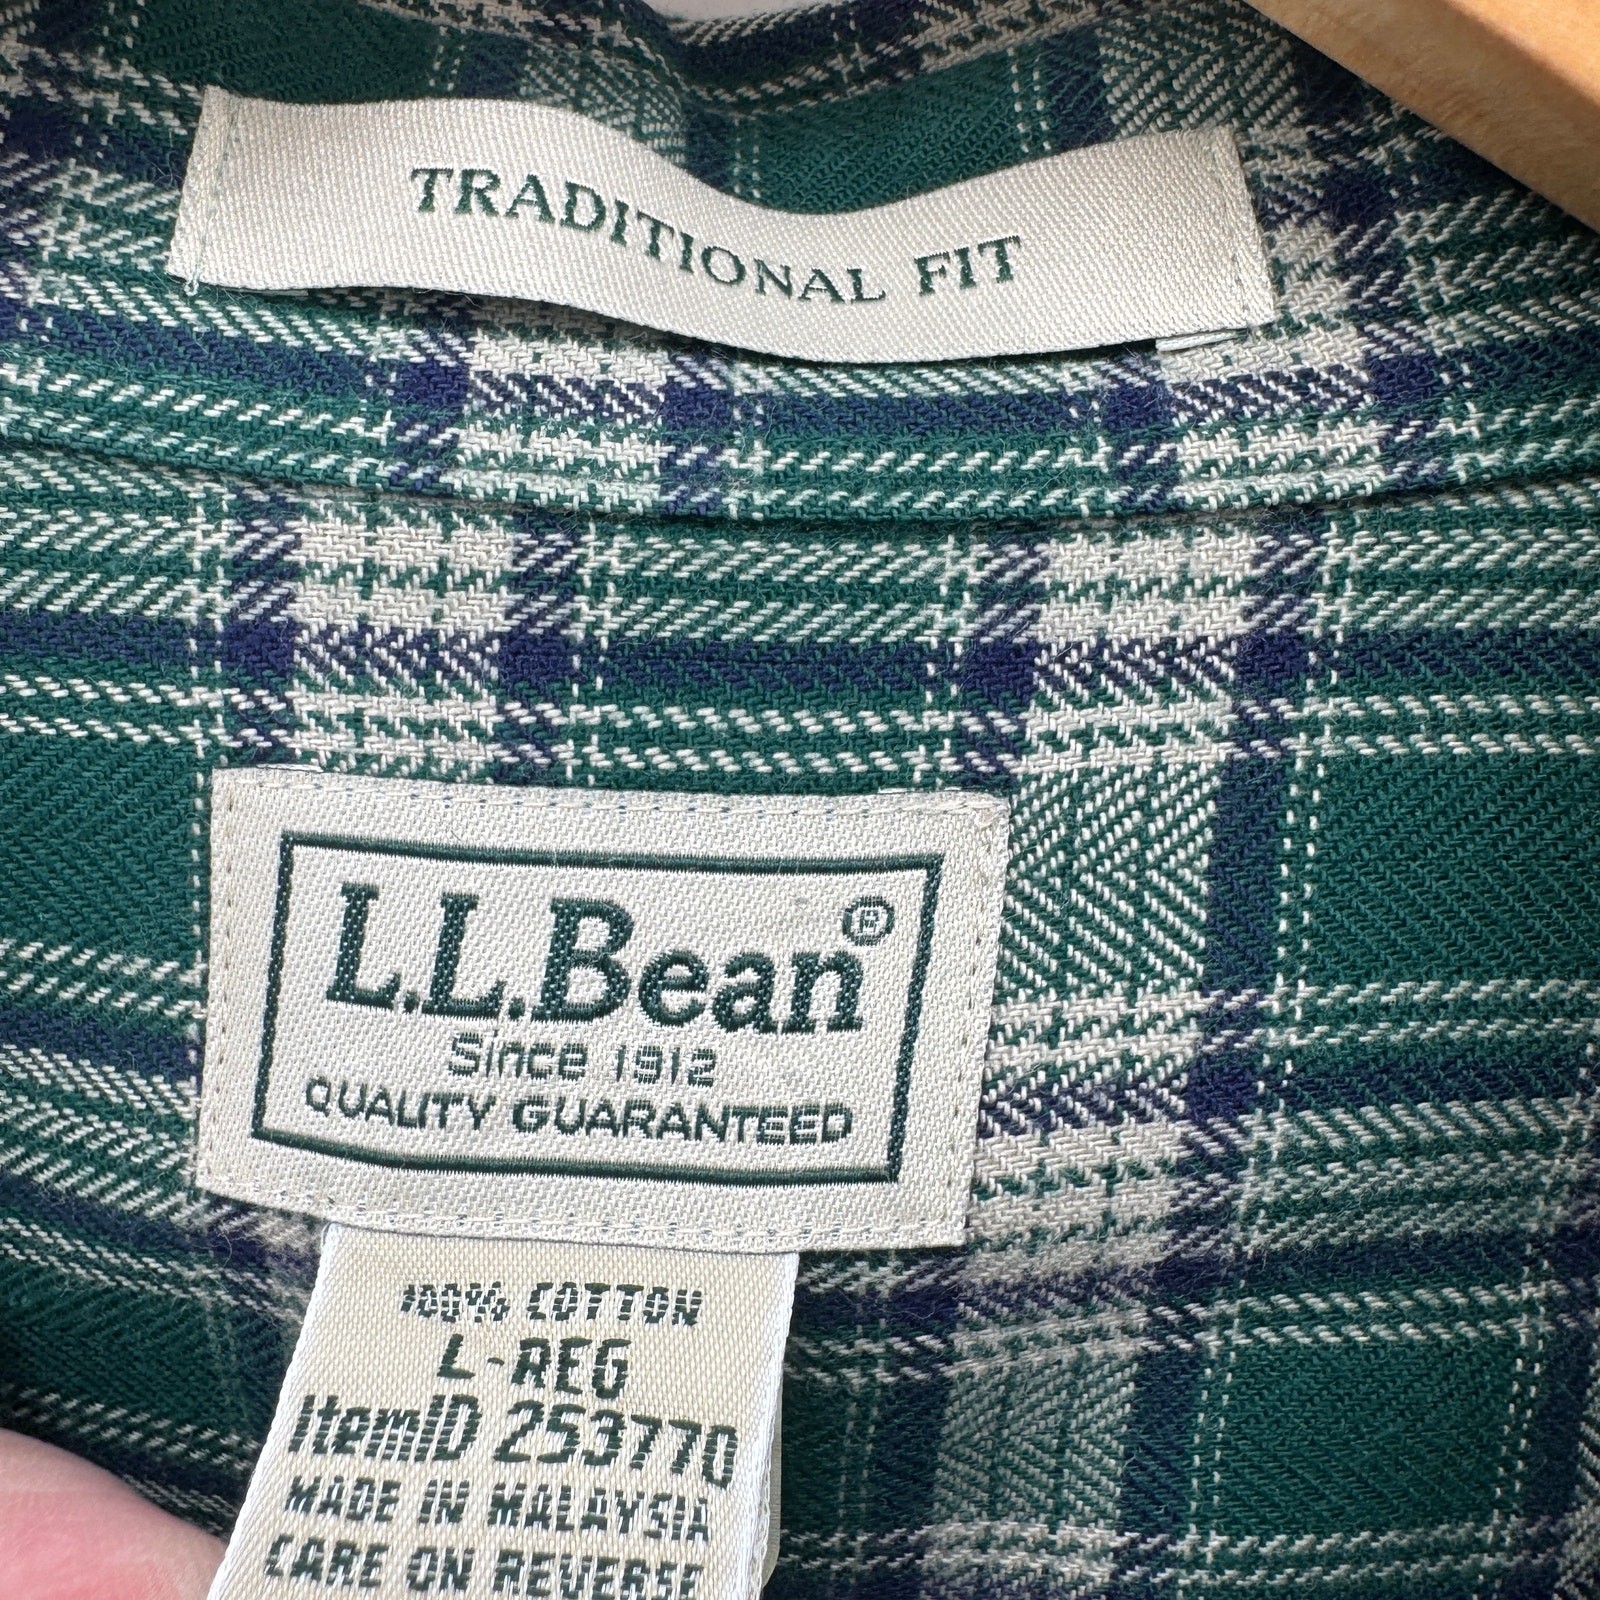 TRADITIONAL FIT
L.L.Bean®
Since 1912
QUALITY GUARANTEED
100% COTTON
L-REG
ItemID 253770
MADE IN MALAYSIA
CARE ON REVERSE